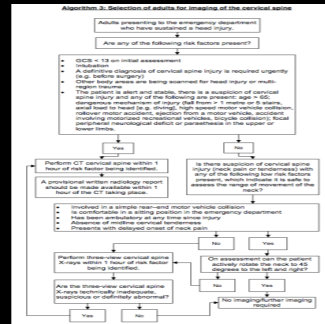 Algorithm 3: Selection of adults for imaging of the cervical spine
Adults presenting to the emergency department
who have sustained a head injury.
Are any of the following risk factors present?
GCS < 13 on initial assessment
Intubation
A definitive diagnosis of cervical spine injury is required urgently
(e.g. before surgery)
Other body areas are being scanned for head injury or multi-
region trauma
The patient is alert and stable, there is a suspicion of cervical
spine injury and any of the following are present: age > 65;
dangerous mechanism of injury (fall from > 1 metre or 5 stairs,
axial load to head (e.g. diving), high speed motor vehicle collision,
rollover motor accident, ejection from a motor vehicle, accident
involving motorized recreational vehicles, bicycle collision); focal
peripheral neurological deficit or paraesthesia in the upper or
lower limbs.
Yes
No
Perform CT cervical spine within 1
hour of risk factor being identified.
A provisional written radiology report
should be made available within 1
hour of the CT taking place.
Is there suspicion of cervical
spine injury (neck pain or tenderness) with
any of the following low risk factors
present, which indicate it is safe to
assess the range of movement of the
neck?
Involved in a simple rear-end motor vehicle collision
Is comfortable in a sitting position in the emergency department
Has been ambulatory at any time since injury
Absence of midline cervical tenderness
Presents with delayed onset of neck pain
No
Yes
Perform three-view cervical spine
X-rays within 1 hour of risk factor
being identified.
On assessment can the patient
actively rotate the neck to 45
degrees to the left and right?
Are the three-view cervical spine
X-rays technically inadequate,
suspicious or definitely abnormal?
No
Yes
No imaging/further imaging
required
Yes
No